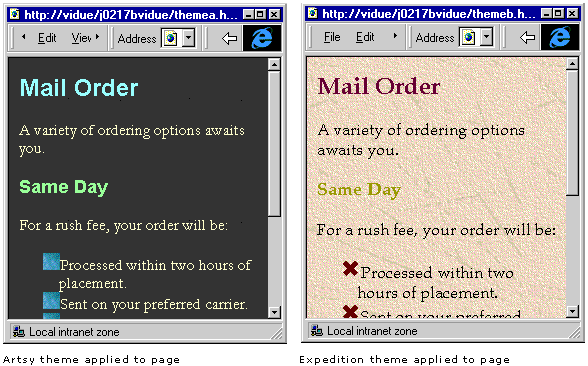 http://vidue/j0217bvidue/themea.h...
Edit View Address
Mail Order
A variety of ordering options awaits
you.
Same Day
For a rush fee, your order will be:
Processed within two hours of
placement.
Sent on your preferred carrier.
Local intranet zone
Artsy theme applied to page
http://vidue/j0217bvidue/themeb.h...
File Edit Address
Mail Order
A variety of ordering options
awaits you.
Same Day
For a rush fee, your order will be:
Processed within two
hours of placement.
Sent on your preferred
Local intranet zone
Expedition theme applied to page